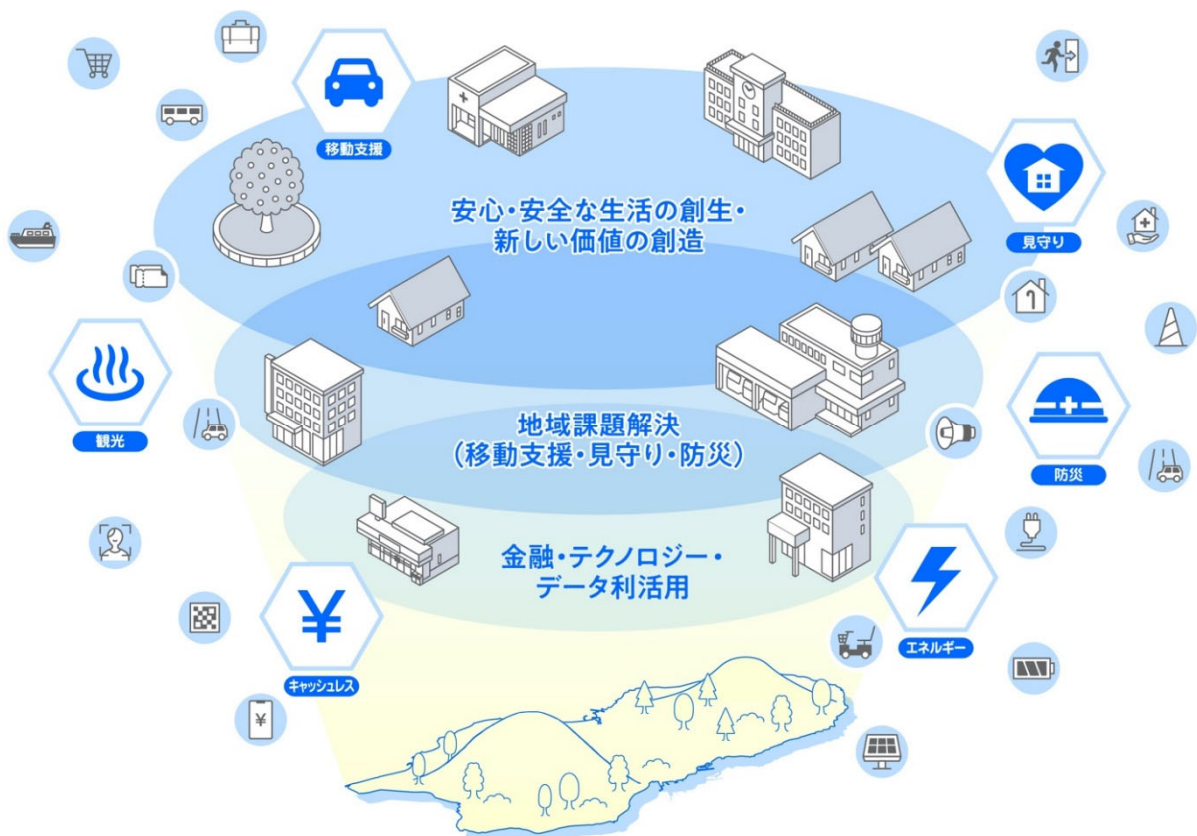 移動支援
安心・安全な生活の創生・
新しい価値の創造
見守り
観光
地域課題解決
(移動支援・見守り・防災)
防災
金融・テクノロジー・
データ利活用
エネルギー
¥
キャッシュレス
¥